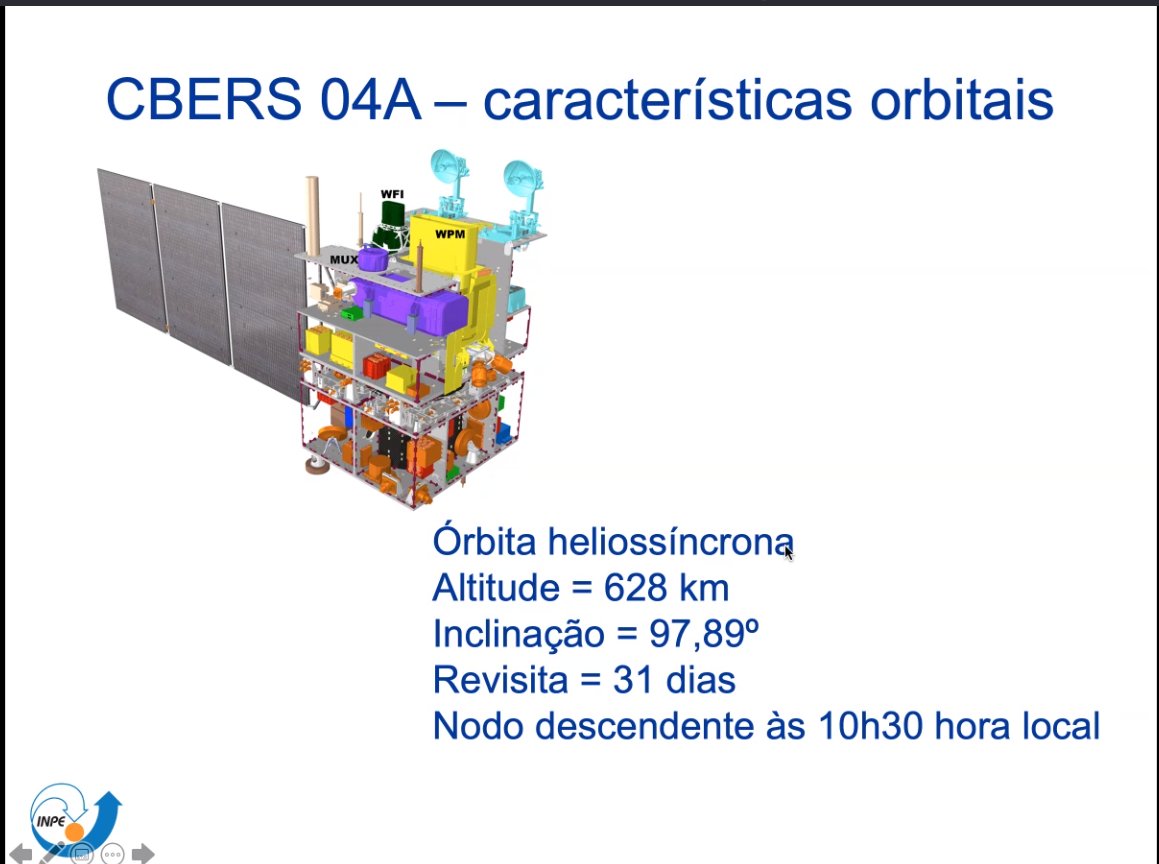 CBERS 04A – características orbitais
WFI
WPM
MUX
Órbita heliossíncrona
Altitude = 628 km
Inclinação = 97,89º
Revisita = 31 dias
Nodo descendente às 10h30 hora local
INPE